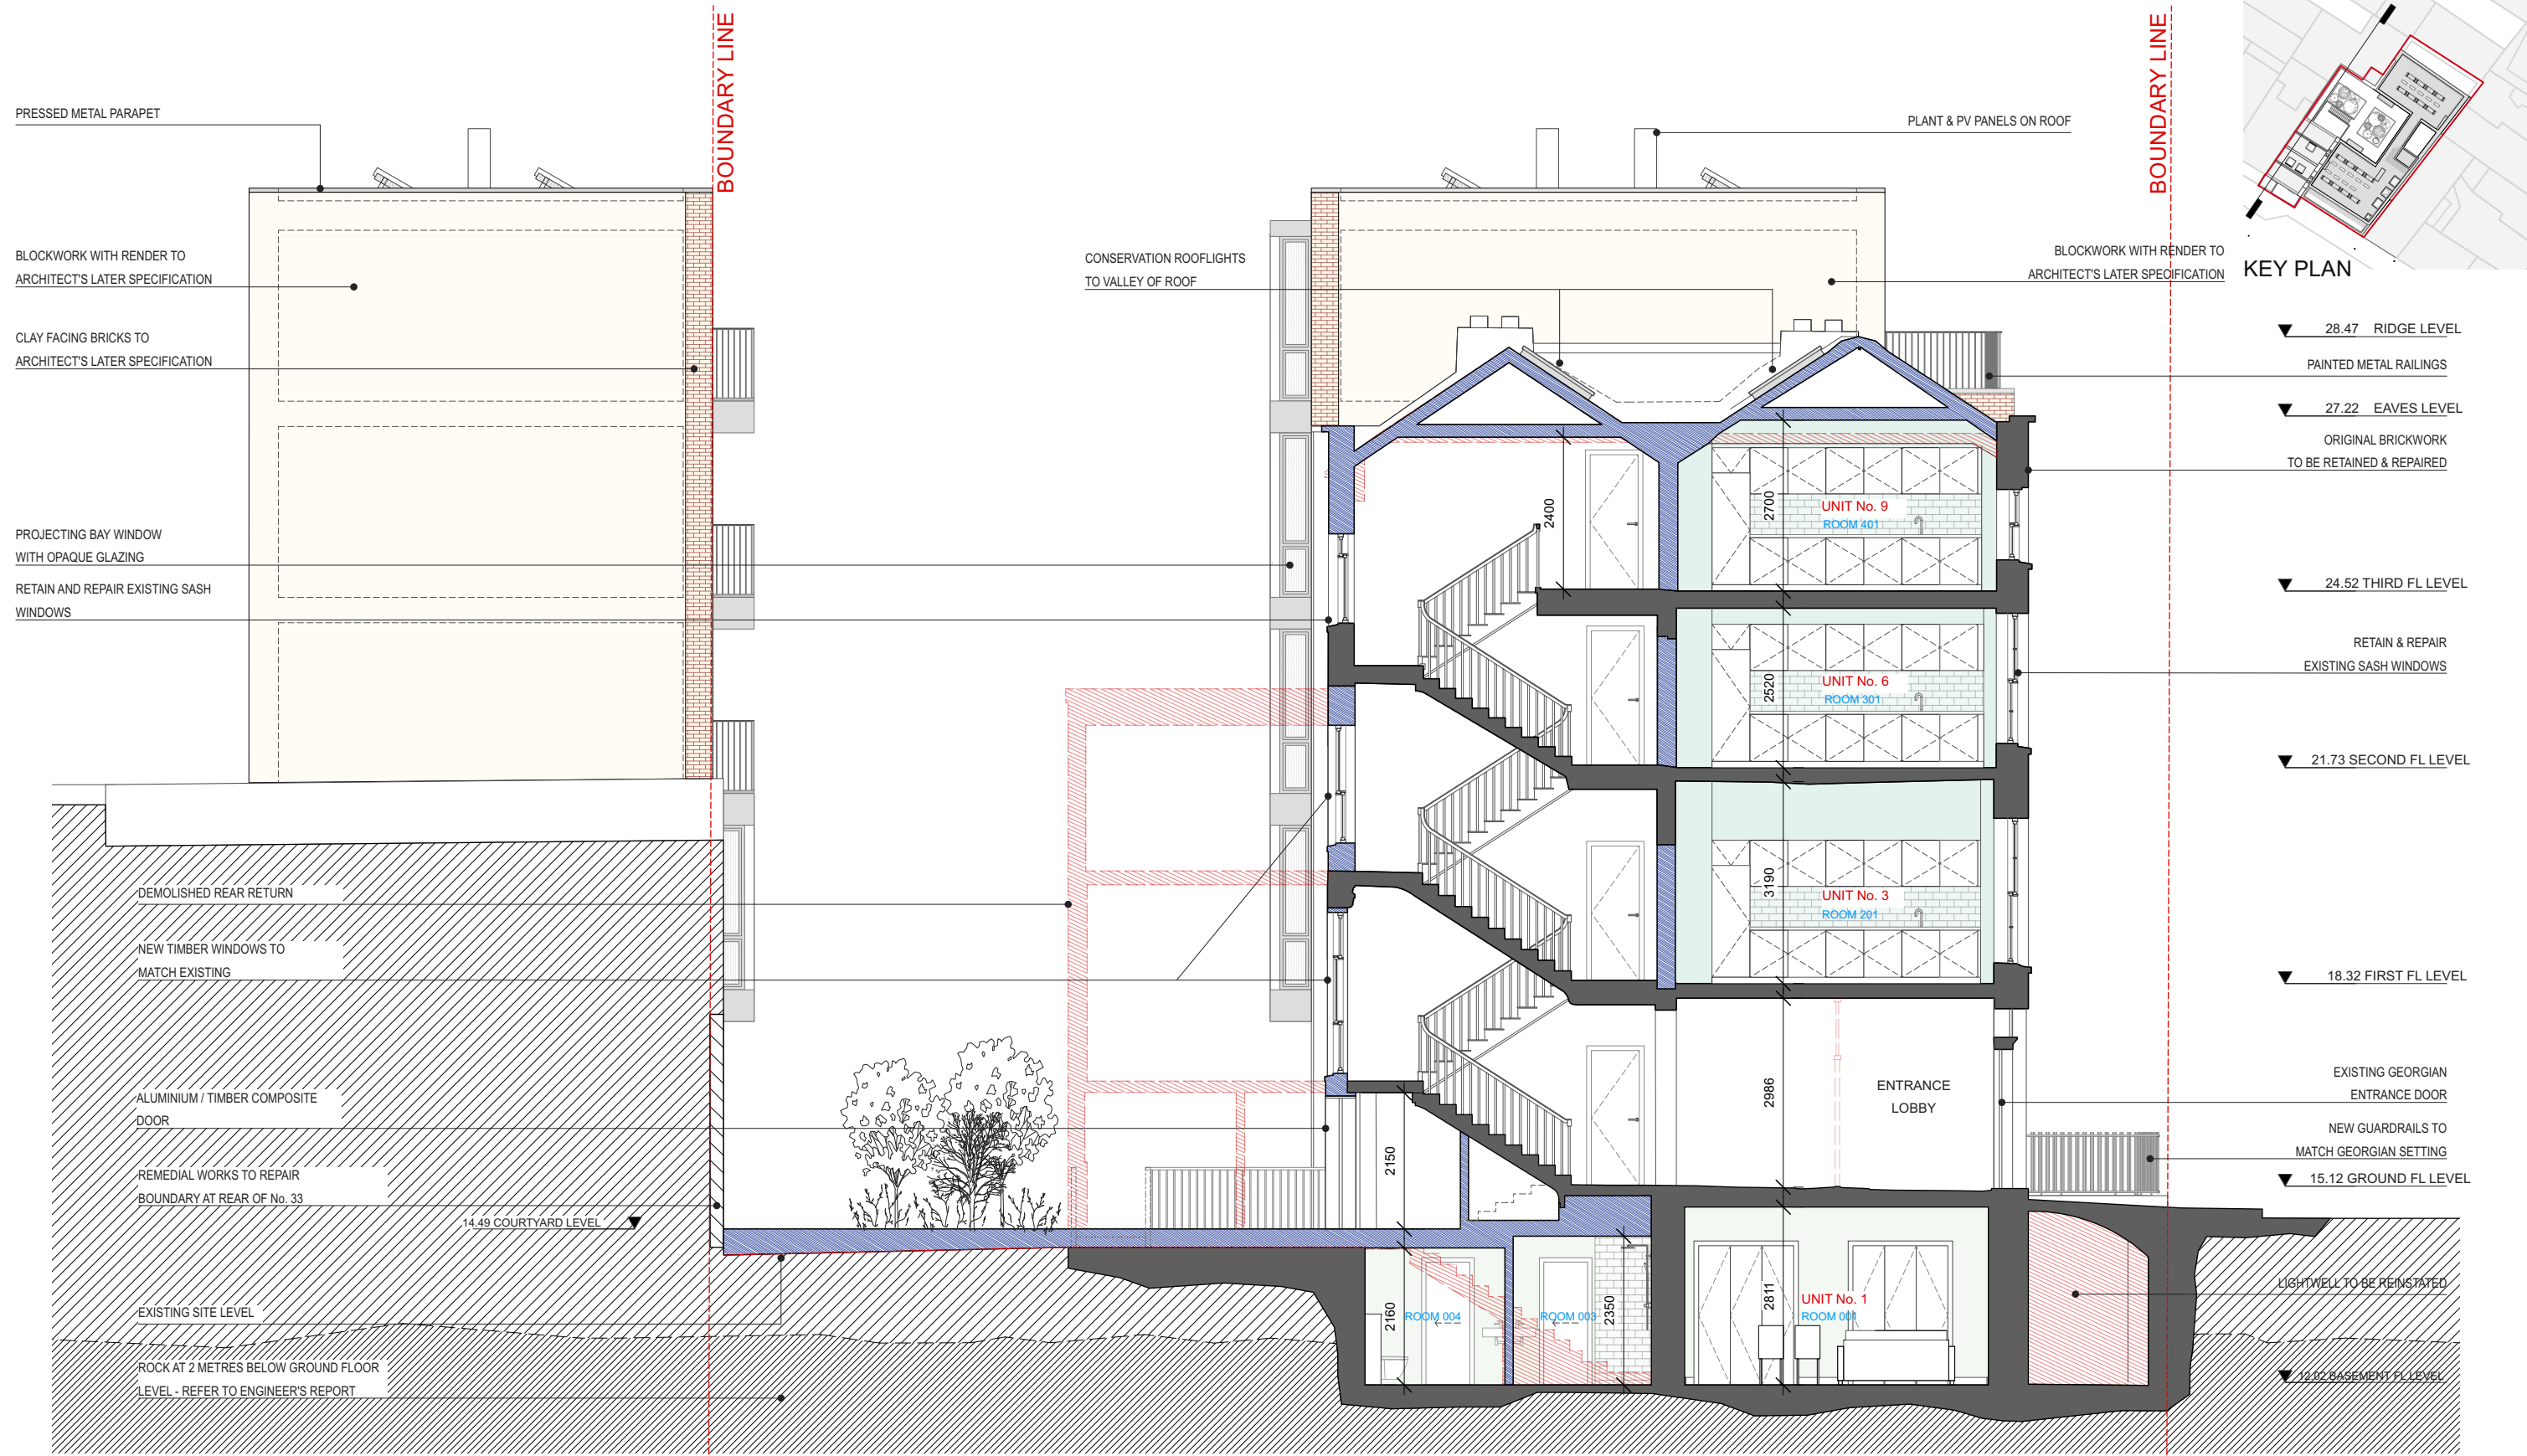 BOUNDARY LINE
BOUNDARY LINE
PRESSED METAL PARAPET
BLOCKWORK WITH RENDER TO
ARCHITECT'S LATER SPECIFICATION
CLAY FACING BRICKS TO
ARCHITECT'S LATER SPECIFICATION
PROJECTING BAY WINDOW
WITH OPAQUE GLAZING
RETAIN AND REPAIR EXISTING SASH
WINDOWS
DEMOLISHED REAR RETURN
NEW TIMBER WINDOWS TO
MATCH EXISTING
ALUMINIUM / TIMBER COMPOSITE
DOOR
REMEDIAL WORKS TO REPAIR
BOUNDARY AT REAR OF No. 33
14.49 COURTYARD LEVEL
EXISTING SITE LEVEL
ROCK AT 2 METRES BELOW GROUND FLOOR
LEVEL - REFER TO ENGINEER'S REPORT
PLANT & PV PANELS ON ROOF
CONSERVATION ROOFLIGHTS
TO VALLEY OF ROOF
BLOCKWORK WITH RENDER TO
ARCHITECT'S LATER SPECIFICATION
2400
2700
UNIT No. 9
ROOM 401
2520
UNIT No. 6
ROOM 301
3190
UNIT No. 3
ROOM 201
2986
ENTRANCE
LOBBY
2150
2160
ROOM 004
ROOM 003
2350
2811
UNIT No. 1
ROOM 001
KEY PLAN
28.47 RIDGE LEVEL
PAINTED METAL RAILINGS
27.22 EAVES LEVEL
ORIGINAL BRICKWORK
TO BE RETAINED & REPAIRED
24.52 THIRD FL LEVEL
RETAIN & REPAIR
EXISTING SASH WINDOWS
21.73 SECOND FL LEVEL
18.32 FIRST FL LEVEL
EXISTING GEORGIAN
ENTRANCE DOOR
NEW GUARDRAILS TO
MATCH GEORGIAN SETTING
15.12 GROUND FL LEVEL
LIGHTWELL TO BE REINSTATED
12.02 BASEMENT FL LEVEL